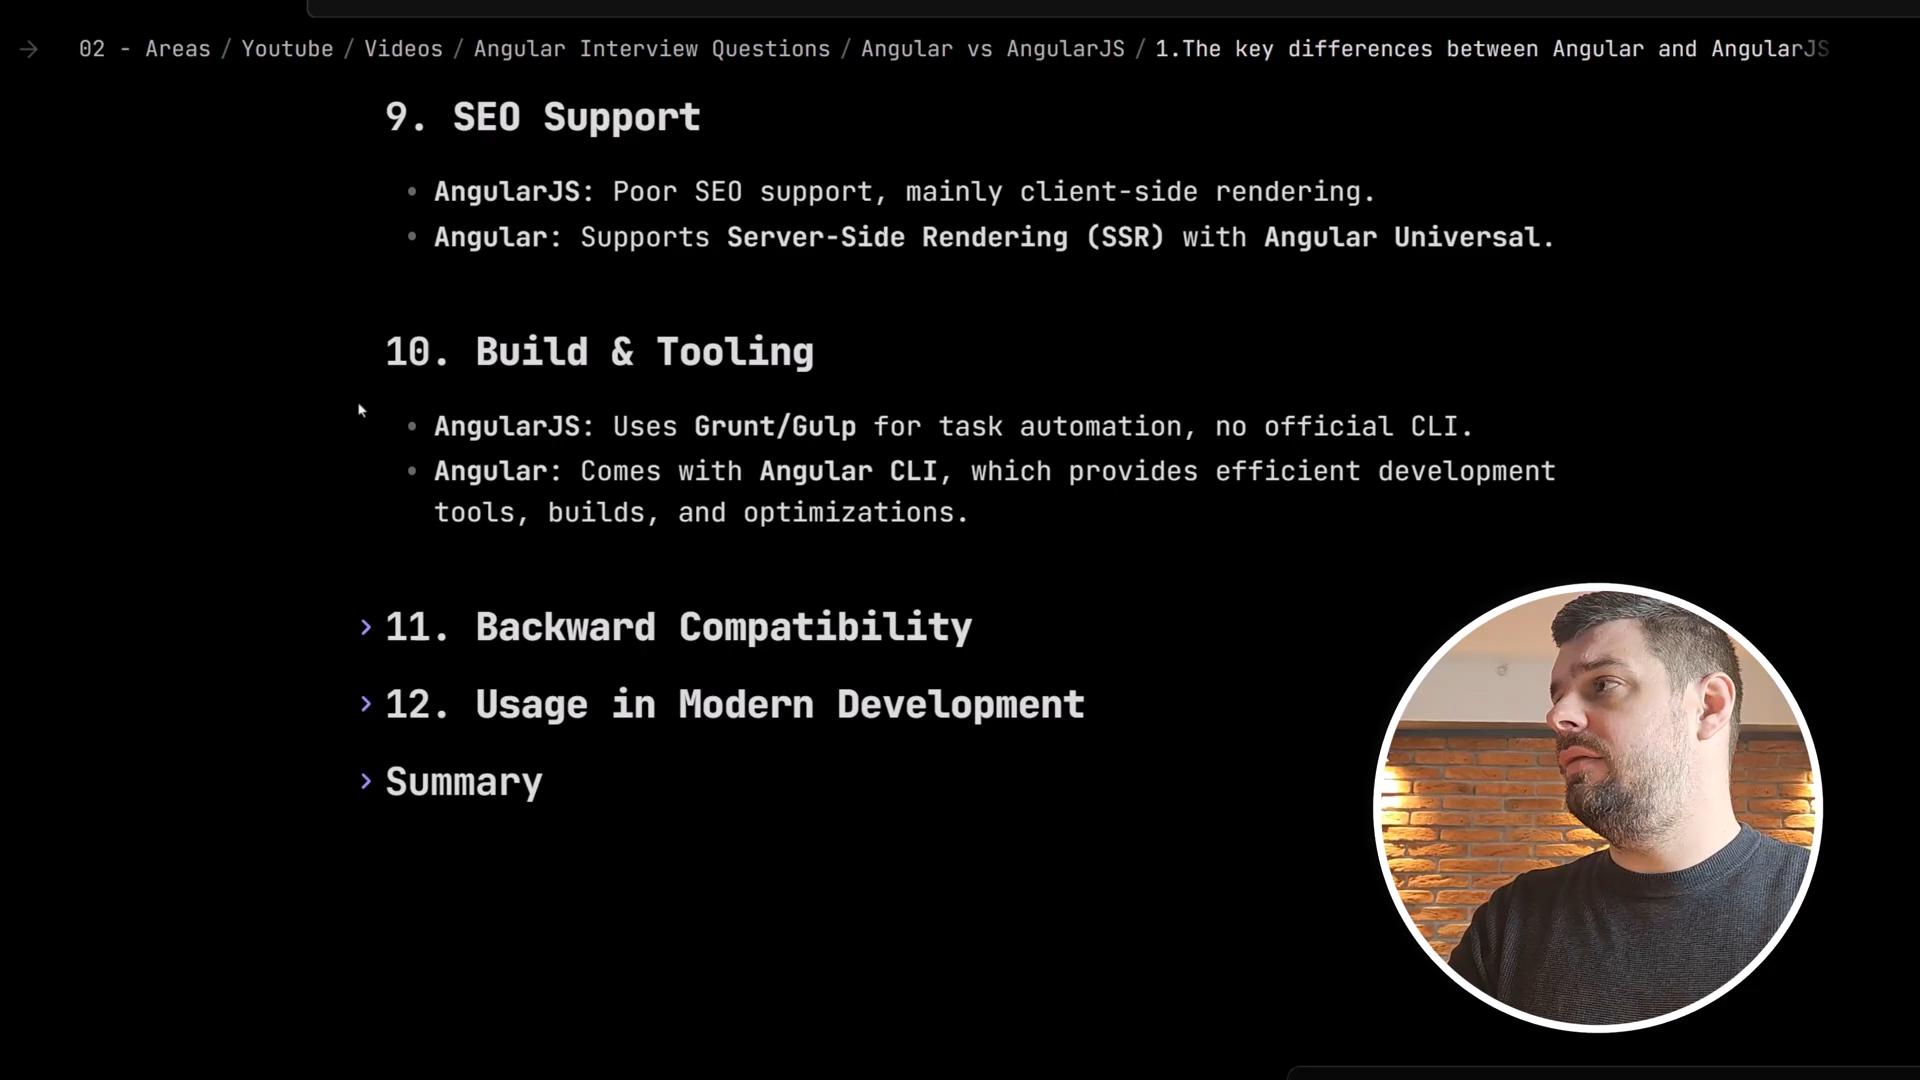 02 - Areas / Youtube / Videos / Angular Interview Questions / Angular vs AngularJS / 1.The key differences between Angular and AngularJS
9. SEO Support
• AngularJS: Poor SEO support, mainly client-side rendering.
• Angular: Supports Server-Side Rendering (SSR) with Angular Universal.
10. Build & Tooling
• AngularJS: Uses Grunt/Gulp for task automation, no official CLI.
• Angular: Comes with Angular CLI, which provides efficient development
tools, builds, and optimizations.
11. Backward Compatibility
12. Usage in Modern Development
Summary